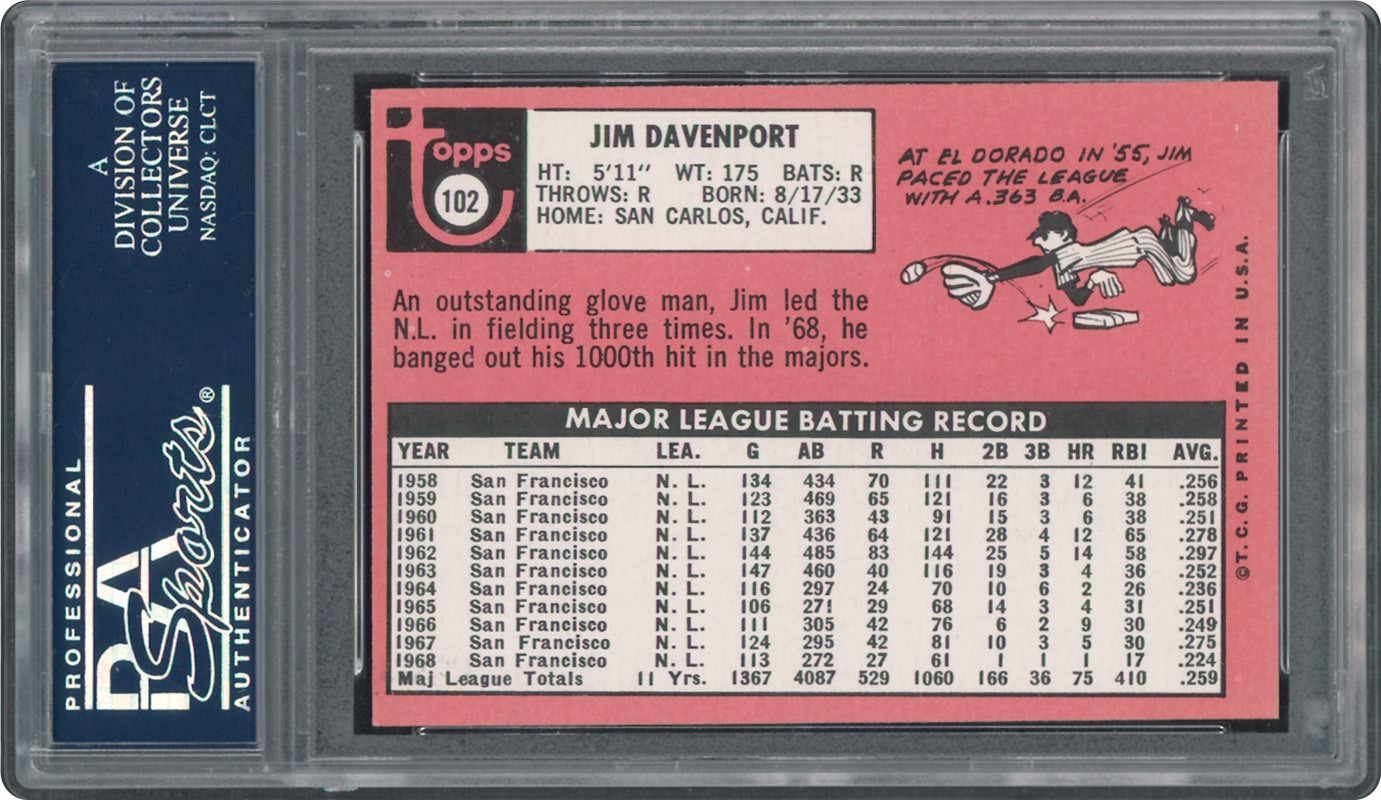 A
DIVISION OF
COLLECTORS
UNIVERSE
NASDAQ: CLCT
PROFESSIONAL
PSA
Sports®
AUTHENTICATOR
topps
102
JIM DAVENPORT
HT: 5'11" WT: 175 BATS: R
THROWS: R BORN: 8/17/33
HOME: SAN CARLOS, CALIF.
AT EL DORADO IN '55, JIM
PACED THE LEAGUE
WITH A .363 B.A.
An outstanding glove man, Jim led the
N.L. in fielding three times. In '68, he
banged out his 1000th hit in the majors.
MAJOR LEAGUE BATTING RECORD
YEAR TEAM LEA. G AB R H 2B 3B HR RBI AVG.
1958 San Francisco N. L. 134 434 70 111 22 3 12 41 .256
1959 San Francisco N. L. 123 469 65 121 16 3 6 38 .258
1960 San Francisco N. L. 112 363 43 91 15 3 6 38 .251
1961 San Francisco N. L. 137 436 64 121 28 4 12 65 .278
1962 San Francisco N. L. 144 485 83 144 25 5 14 58 .297
1963 San Francisco N. L. 147 460 40 116 19 3 4 36 .252
1964 San Francisco N. L. 116 297 24 70 10 6 2 26 .236
1965 San Francisco N. L. 106 271 29 68 14 3 4 31 .251
1966 San Francisco N. L. 111 305 42 76 6 2 9 30 .249
1967 San Francisco N. L. 124 295 42 81 10 3 5 30 .275
1968 San Francisco N. L. 113 272 27 61 1 1 1 17 .224
Maj League Totals 11 Yrs. 1367 4087 529 1060 166 36 75 410 .259
©T. C. G. PRINTED IN U.S.A.